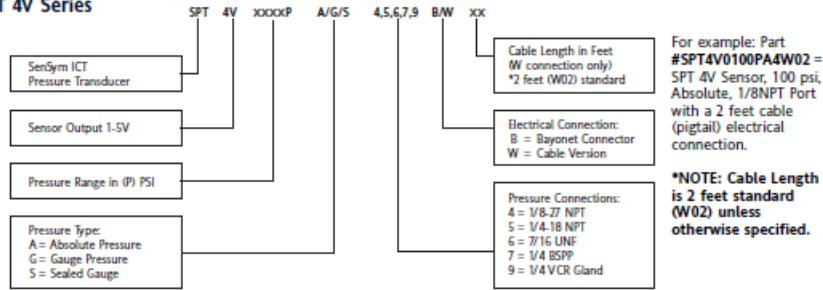 T 4V Series
SPT 4V XXXXP A/G/S 4,5,6,7,9 B/W XX
SenSym ICT
Pressure Transducer
Sensor Output 1-5V
Pressure Range in (P) PSI
Pressure Type:
A = Absolute Pressure
G = Gauge Pressure
S = Sealed Gauge
Cable Length in Feet
(W connection only)
*2 feet (W02) standard
Electrical Connection:
B = Bayonet Connector
W = Cable Version
Pressure Connections:
4 = 1/8-27 NPT
5 = 1/4-18 NPT
6 = 7/16 UNF
7 = 1/4 BSPP
9 = 1/4 VCR Gland
For example: Part
#SPT4V0100PA4W02 =
SPT 4V Sensor, 100 psi,
Absolute, 1/8NPT Port
with a 2 feet cable
(pigtail) electrical
connection.
*NOTE: Cable Length
is 2 feet standard
(W02) unless
otherwise specified.